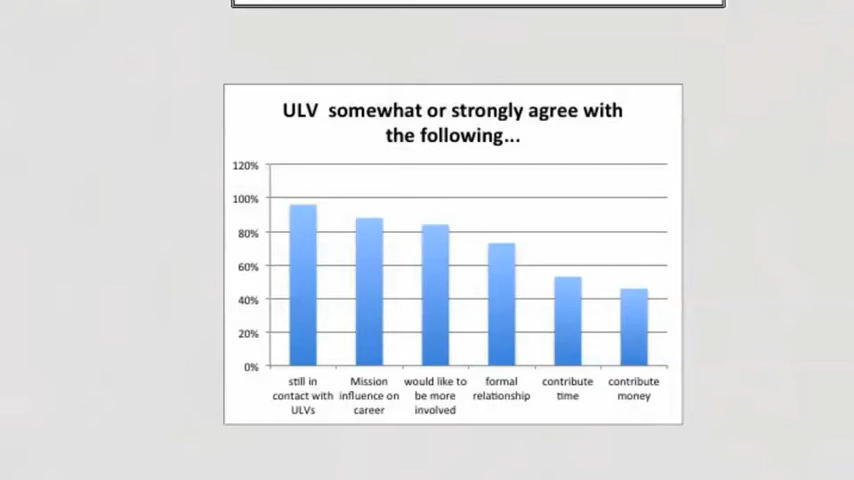 ULV somewhat or strongly agree with
the following...
120%
100%
80%
60%
40%
20%
0%
still in
contact with
ULVs
Mission
influence on
career
would like to
be more
involved
formal
relationship
contribute
time
contribute
money